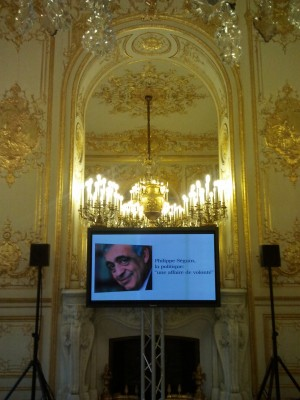 Philippe Séguin,
la politique,
"une affaire de volonté"